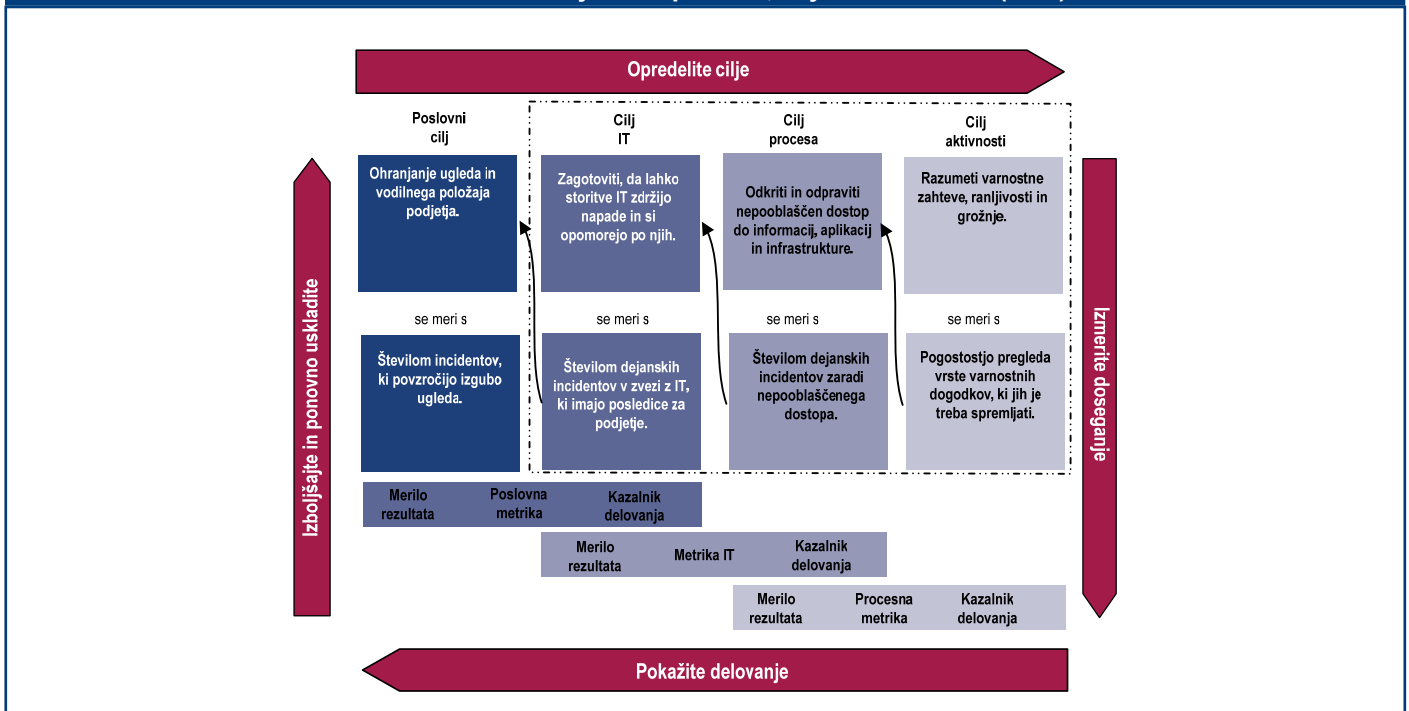 Opredelite cilje
Poslovni
cilj
Cilj
IT
Cilj
procesa
Cilj
aktivnosti
Ohranjanje ugleda in
vodilnega položaja
podjetja.
Zagotoviti, da lahko
storitve IT zdržijo
napade in si
opomorejo po njih.
Odkriti in odpraviti
nepooblaščen dostop
do informacij, aplikacij
in infrastrukture.
Razumeti varnostne
zahteve, ranljivosti in
grožnje.
se meri s
se meri s
se meri s
se meri s
Številom incidentov,
ki povzročijo izgubo
ugleda.
Številom dejanskih
incidentov v zvezi z IT,
ki imajo posledice za
podjetje.
Številom dejanskih
incidentov zaradi
nepooblaščenega
dostopa.
Pogostostjo pregleda
vrste varnostnih
dogodkov, ki jih je
treba spremljati.
Izboljšajte in ponovno uskladite
Izmerite doseganje
Merilo
rezultata
Poslovna
metrika
Kazalnik
delovanja
Merilo
rezultata
Metrika IT
Kazalnik
delovanja
Merilo
rezultata
Procesna
metrika
Kazalnik
delovanja
Pokažite delovanje